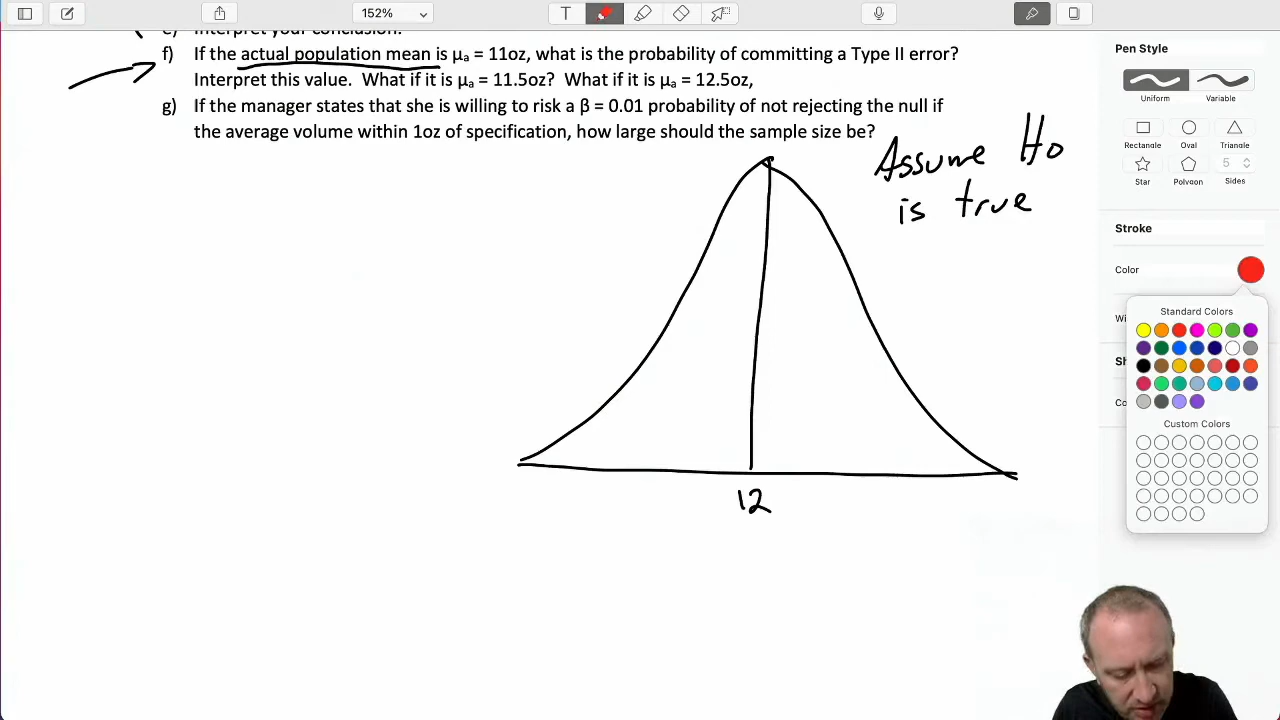 152%
T
e) Interpret your conclusion.
f) If the actual population mean is μₐ = 11oz, what is the probability of committing a Type II error?
Interpret this value. What if it is μₐ = 11.5oz? What if it is μₐ = 12.5oz,
g) If the manager states that she is willing to risk a β = 0.01 probability of not rejecting the null if
the average volume within 1oz of specification, how large should the sample size be?
Assume Ho
is true
12
Pen Style
Uniform Variable
Rectangle Oval Triangle
5
Star Polygon Sides
Stroke
Color
Wi
Standard Colors
Sh
Co
Custom Colors